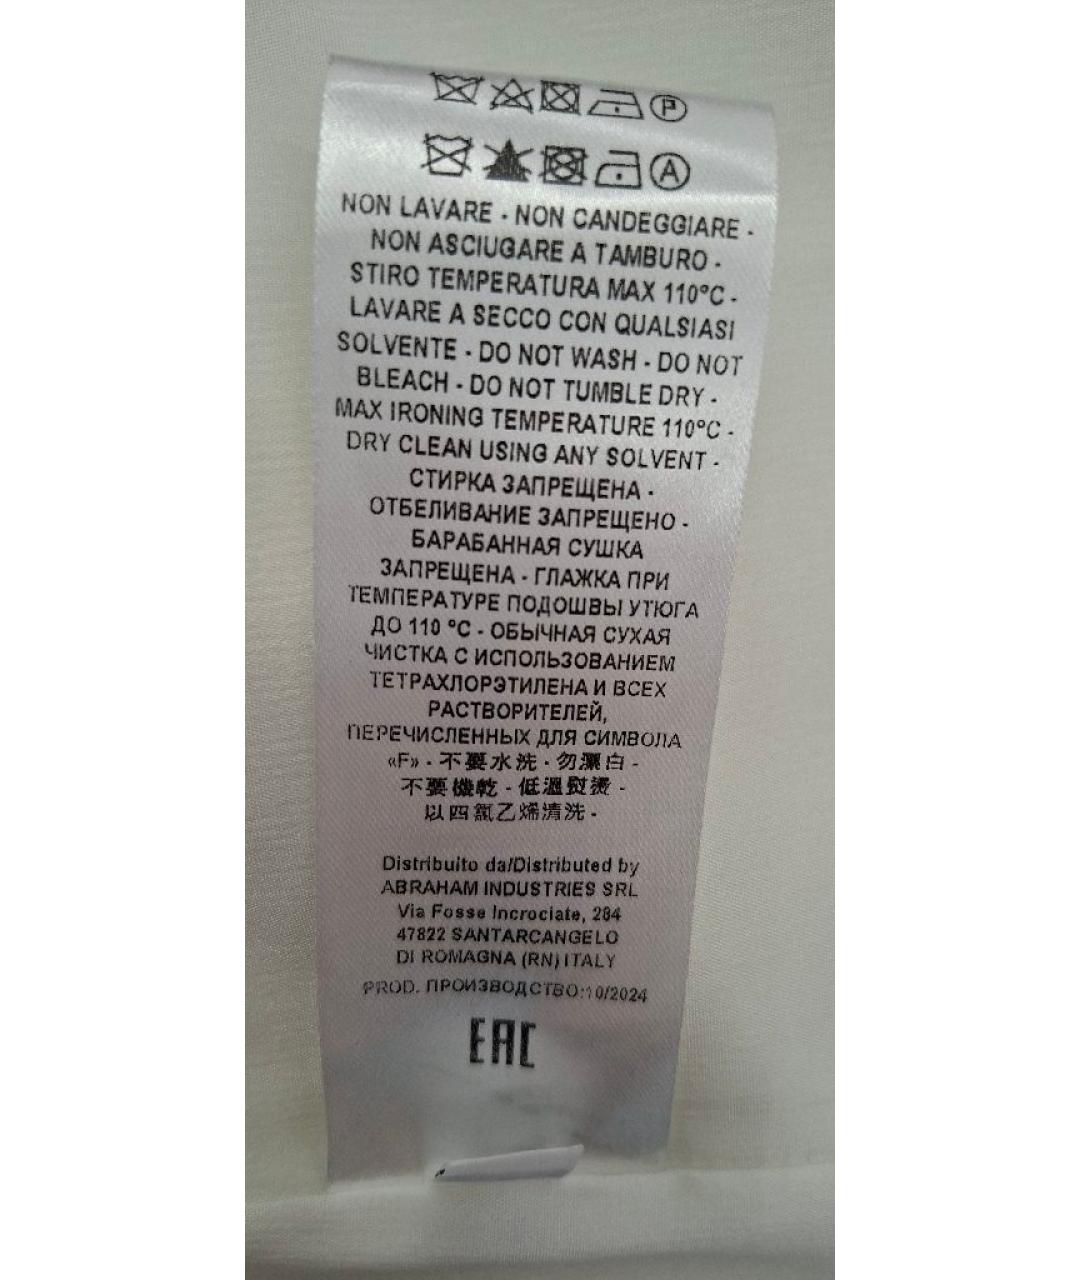 P
A
NON LAVARE - NON CANDEGGIARE -
NON ASCIUGARE A TAMBURO -
STIRO TEMPERATURA MAX 110°C -
LAVARE A SECCO CON QUALSIASI
SOLVENTE - DO NOT WASH - DO NOT
BLEACH - DO NOT TUMBLE DRY -
MAX IRONING TEMPERATURE 110°C -
DRY CLEAN USING ANY SOLVENT -
СТИРКА ЗАПРЕЩЕНА -
ОТБЕЛИВАНИЕ ЗАПРЕЩЕНО -
БАРАБАННАЯ СУШКА
ЗАПРЕЩЕНА - ГЛАЖКА ПРИ
ТЕМПЕРАТУРЕ ПОДОШВЫ УТЮГА
ДО 110 °C - ОБЫЧНАЯ СУХАЯ
ЧИСТКА С ИСПОЛЬЗОВАНИЕМ
ТЕТРАХЛОРЭТИЛЕНА И ВСЕХ
РАСТВОРИТЕЛЕЙ,
ПЕРЕЧИСЛЕННЫХ ДЛЯ СИМВОЛА
«F» - 不要水洗 - 勿漂白 -
不要機乾 - 低溫熨燙 -
以四氯乙烯清洗 -
Distribuito da/Distributed by
ABRAHAM INDUSTRIES SRL
Via Fosse Incrociate, 284
47822 SANTARCANGELO
DI ROMAGNA (RN) ITALY
PROD. ПРОИЗВОДСТВО:10/2024
EAC